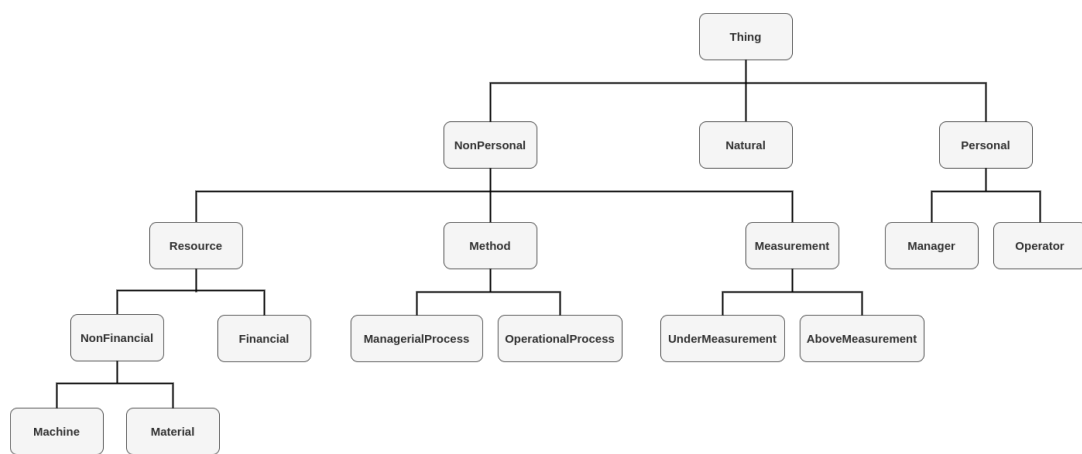 Thing
NonPersonal
Natural
Personal
Resource
Method
Measurement
Manager
Operator
NonFinancial
Financial
ManagerialProcess
OperationalProcess
UnderMeasurement
AboveMeasurement
Machine
Material